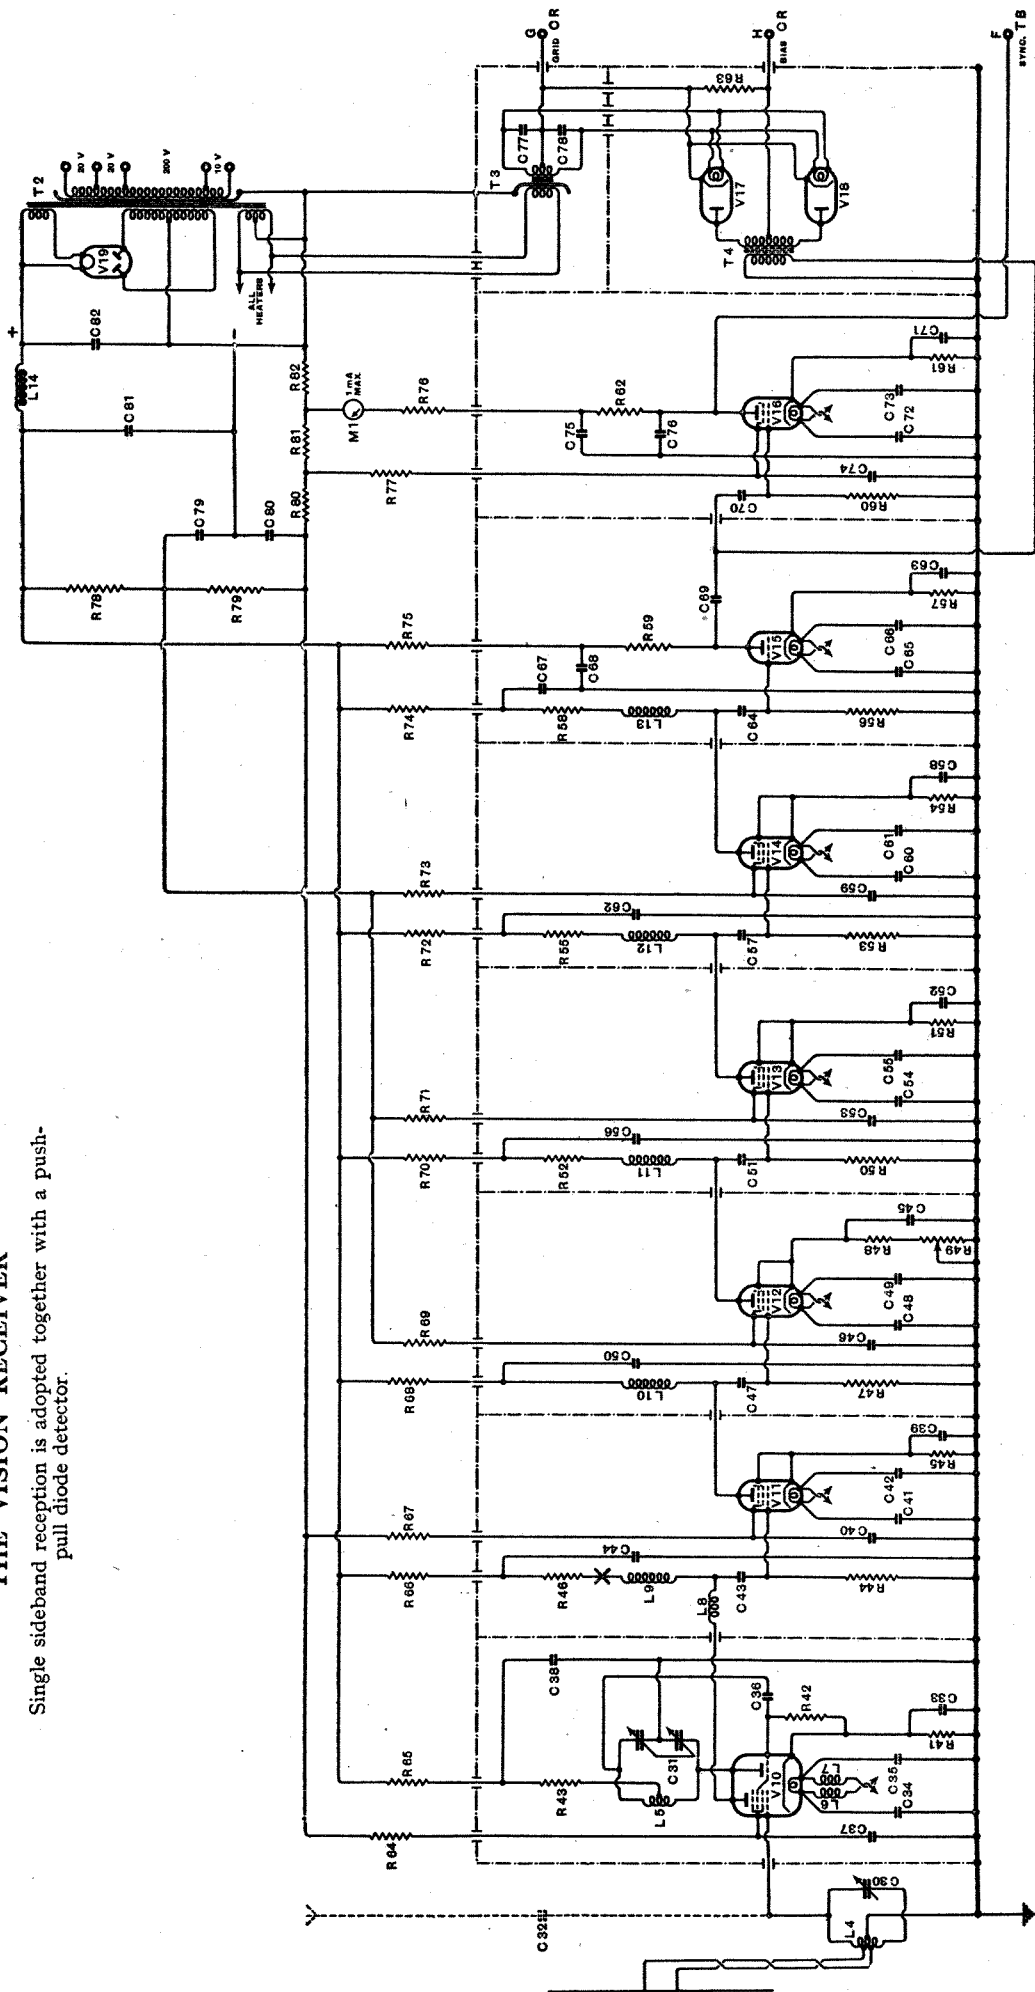 THE VISION RECEIVER
Single sideband reception is adopted together with a push-
pull diode detector.
+
L14
C82
C81
V19
T2
20 V
20 V
200 V
10 V
ALL
HEATERS
R78
R79
C79
C80
R80
R81
R82
M1
1 mA
MAX.
R64
R65
R66
R67
R68
R69
R70
R71
R72
R73
R74
R75
R77
R76
T3
C77
C78
G
GRID
CR
H
BIAS
CR
F
SYNC.
TB
R63
V17
V18
T4
C32
L4
C30
C38
R43
L5
C31
C36
R42
V10
L6
L7
C34
C35
C37
R41
C33
L8
R46
L9
C44
C43
R44
C40
V11
C41
C42
R45
C39
L10
C50
C47
R47
C46
V12
C48
C49
R48
R49
C45
R52
L11
C56
C51
R50
C53
V13
C54
C55
R51
C52
R55
L12
C62
C57
R53
C59
V14
C60
C61
R54
C58
R58
L13
C67
C68
R59
C64
R56
V15
C65
C66
R57
C63
C69
C70
R60
C74
C75
R62
C76
V16
C72
C73
R61
C71